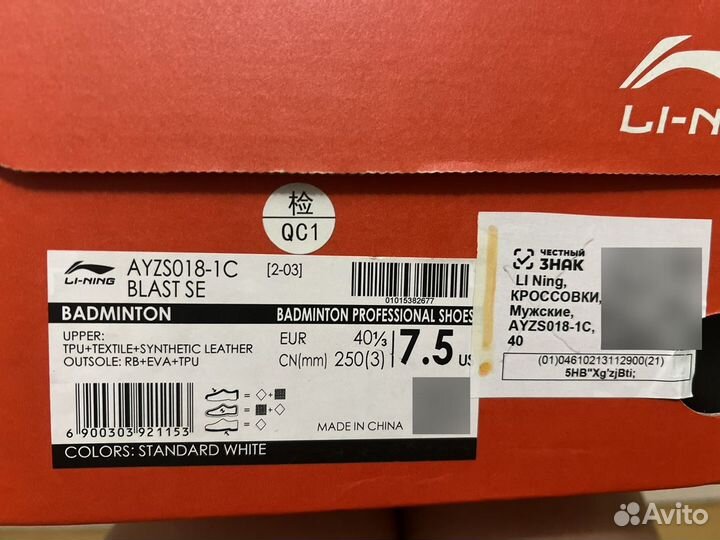 LI-N
检
QC1
LI-NING
AYZS018-1C [2-03]
BLAST SE
01015382677
BADMINTON BADMINTON PROFESSIONAL SHOES
UPPER:
TPU+TEXTILE+SYNTHETIC LEATHER
OUTSOLE: RB+EVA+TPU
EUR 40⅓
CN(mm) 250(3)
7.5 US
6 900303 921153
MADE IN CHINA
COLORS: STANDARD WHITE
ЧЕСТНЫЙ
ЗНАК
LI Ning,
КРОССОВКИ,
Мужские,
AYZS018-1C,
40
(01)04610213112900(21)
5HB"Xg'zjBti;
Avito